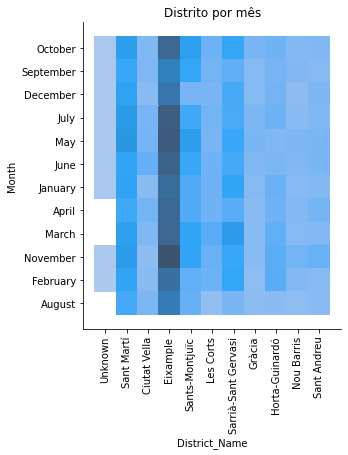 Distrito por mês
October
September
December
July
May
June
January
April
March
November
February
August
Month
Unknown
Sant Martí
Ciutat Vella
Eixample
Sants-Montjuïc
Les Corts
Sarrià-Sant Gervasi
Gràcia
Horta-Guinardó
Nou Barris
Sant Andreu
District_Name